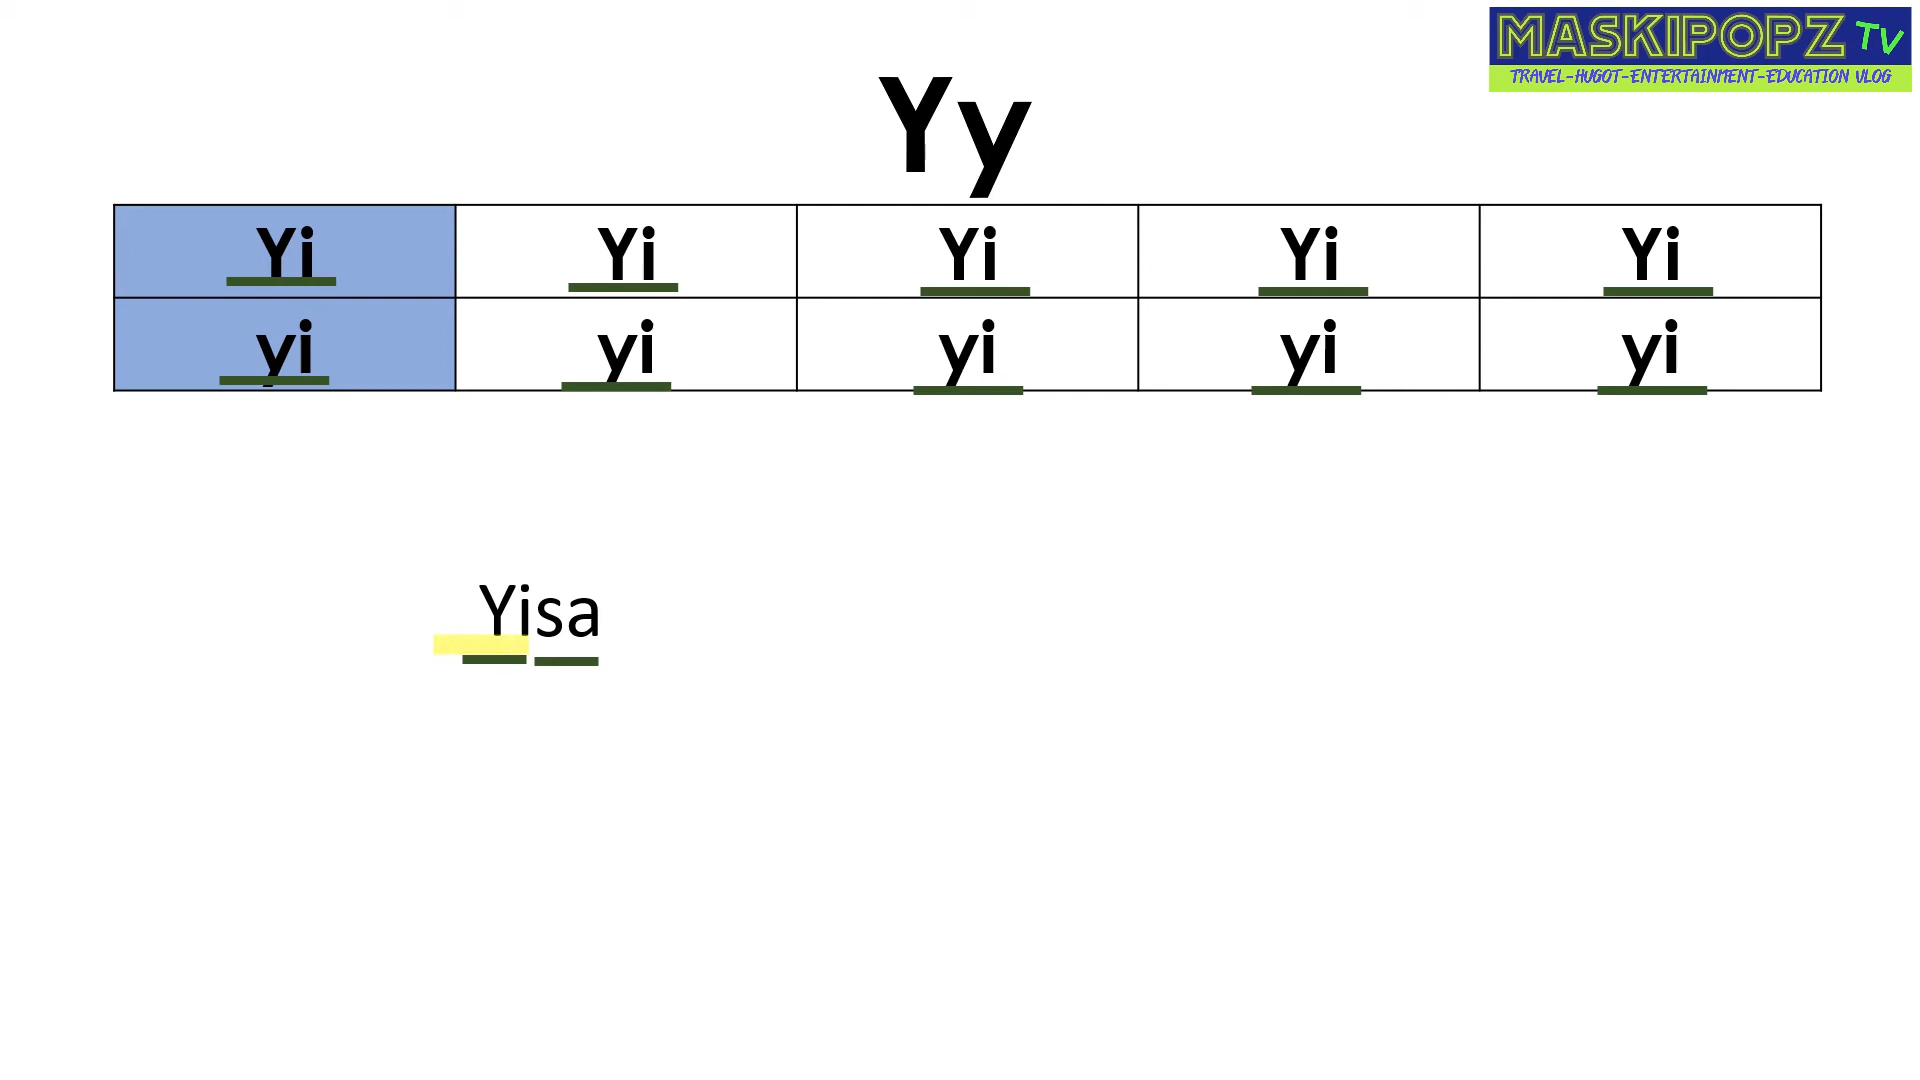 MASKIPOPZ TV
TRAVEL-HUGOT-ENTERTAINMENT-EDUCATION VLOG
Yy
Yi Yi Yi Yi Yi
yi yi yi yi yi
Yisa